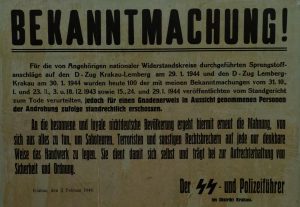 BEKANNTMACHUNG!
Für die von Angehörigen nationaler Widerstandskreise durchgeführten Sprengstoff-
anschläge auf den D-Zug Krakau-Lemberg am 29. 1. 1944 und den D-Zug Lemberg-
Krakau am 30. 1. 1944 wurden heute 100 der mit meinen Bekanntmachungen vom 31. 10.,
1. und 23. 11., 3. u. 18. 12. 1943 sowie 15., 24. und 29. 1. 1944 veröffentlichten vom Standgericht
zum Tode verurteilten, jedoch für einen Gnadenerweis in Aussicht genommenen Personen
der Androhung zufolge standrechtlich erschossen.
An die besonnene und loyale nichtdeutsche Bevölkerung ergeht hiermit erneut die Mahnung, von
sich aus alles zu tun, um Saboteuren, Terroristen und sonstigen Rechtsbrechern auf jede nur denkbare
Weise das Handwerk zu legen. Sie dient damit sich selbst und trägt bei zur Aufrechterhaltung von
Sicherheit und Ordnung.
Krakau, den 2. Februar 1944.
Der SS- und Polizeiführer
im Distrikt Krakau.